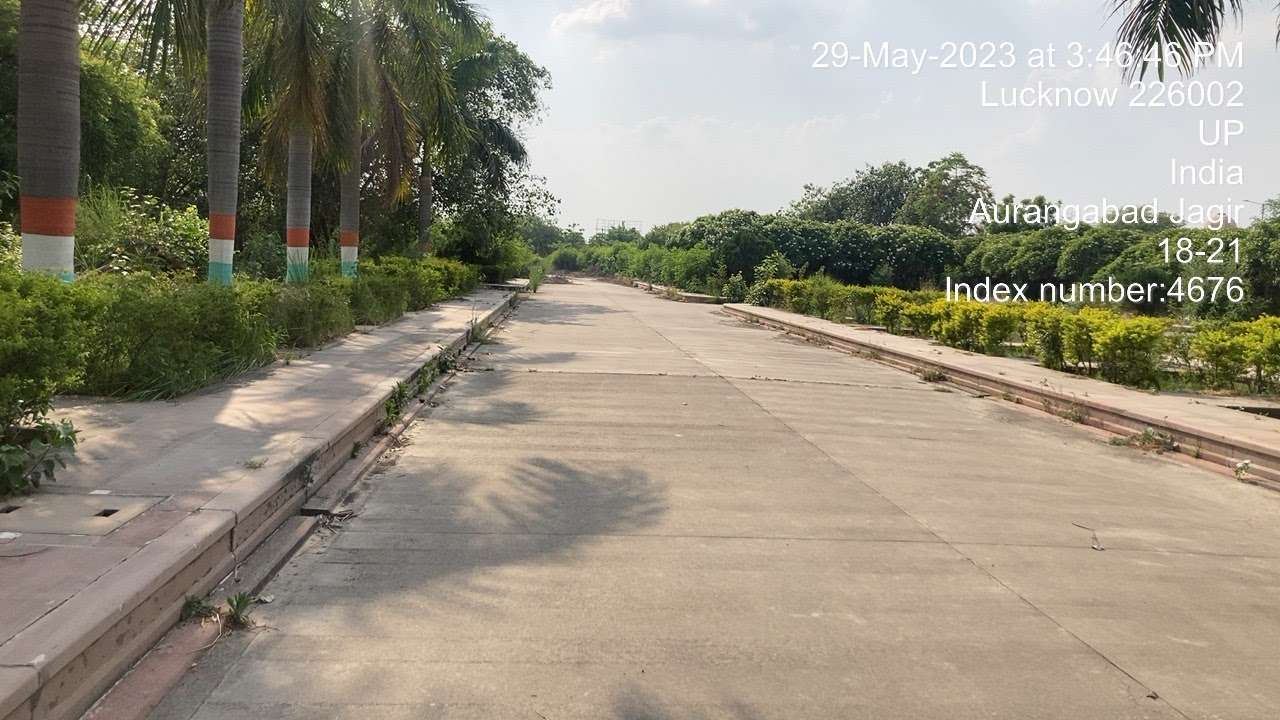 29-May-2023 at 3:46:46 PM
Lucknow 226002
UP
India
Aurangabad Jagir
18-21
Index number:4676